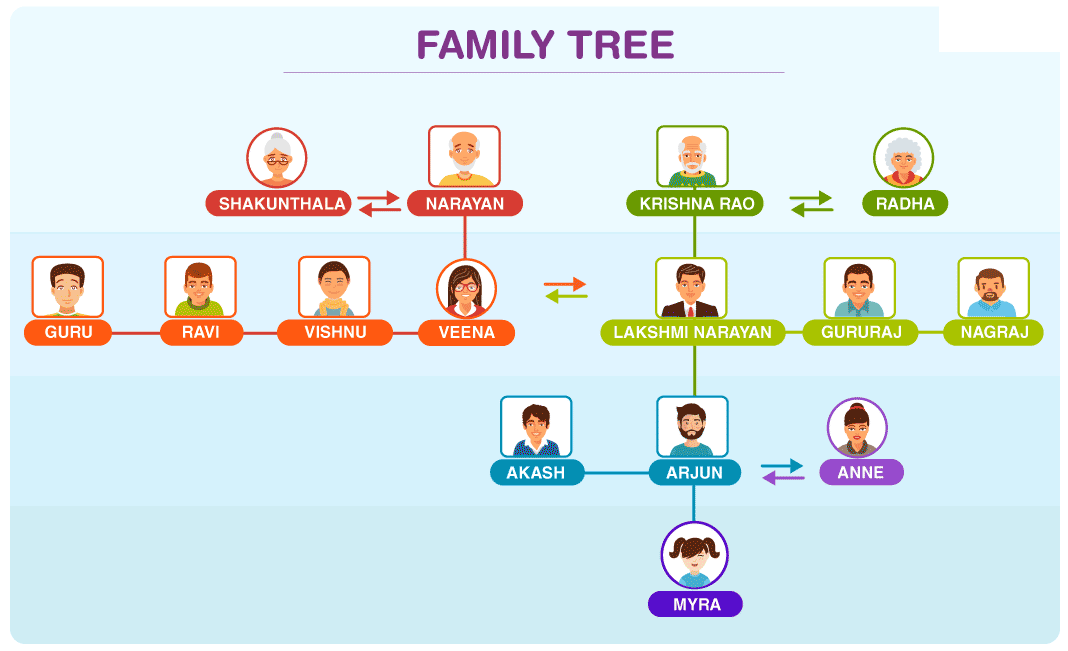 FAMILY TREE
SHAKUNTHALA
NARAYAN
KRISHNA RAO
RADHA
GURU
RAVI
VISHNU
VEENA
LAKSHMI NARAYAN
GURURAJ
NAGRAJ
AKASH
ARJUN
ANNE
MYRA